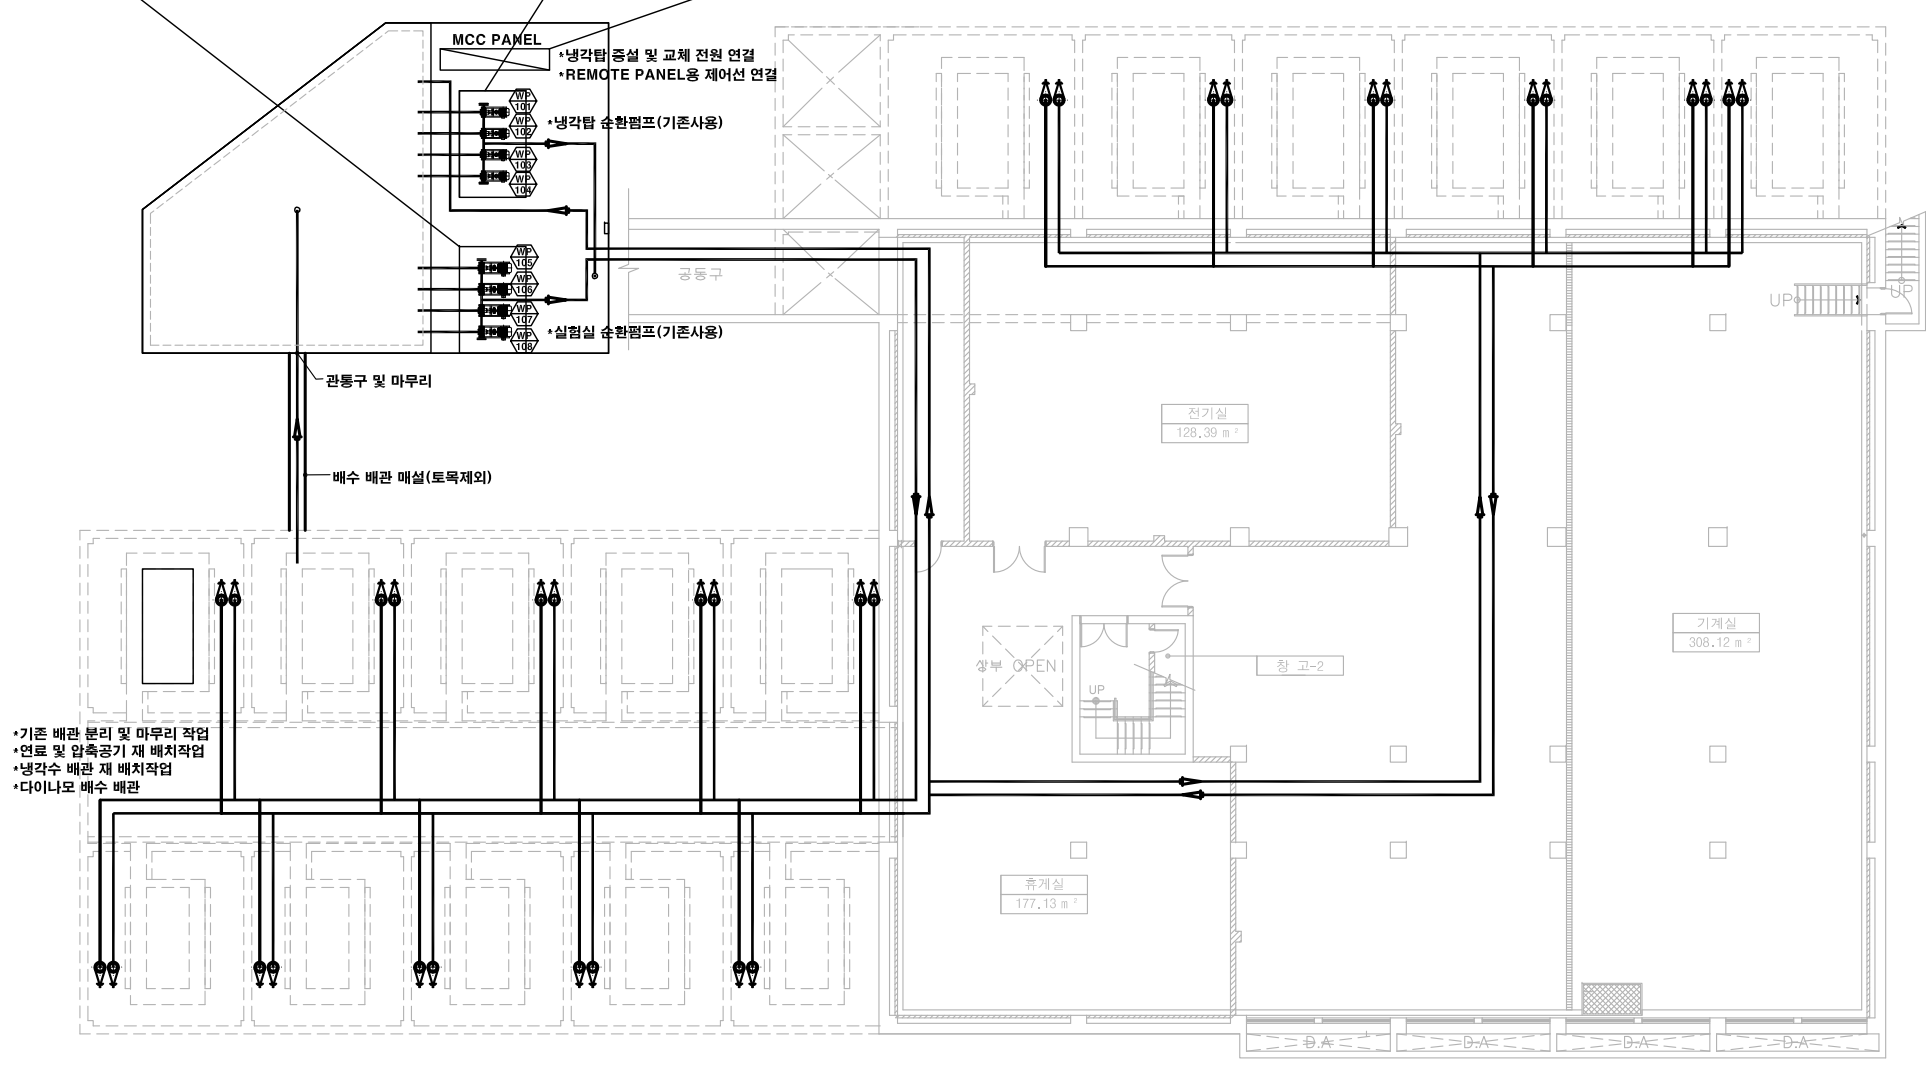 MCC PANEL
*냉각탑 증설 및 교체 전원 연결
*REMOTE PANEL용 제어선 연결
WP
101
WP
102
WP
103
WP
104
*냉각탑 순환펌프(기존사용)
WP
105
WP
106
WP
107
WP
108
*실험실 순환펌프(기존사용)
공동구
UP
UP
관통구 및 마무리
배수 배관 매설(토목제외)
전기실
128.39 m²
기계실
308.12 m²
상부 OPEN
창 고-2
UP
*기존 배관 분리 및 마무리 작업
*연료 및 압축공기 재 배치작업
*냉각수 배관 재 배치작업
*다이나모 배수 배관
휴게실
177.13 m²
D.A
D.A
D.A
D.A